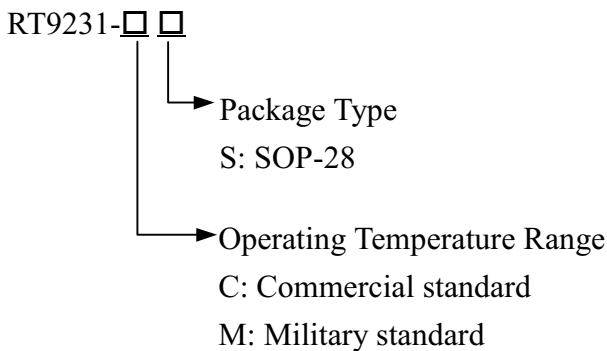 RT9231-□ □
Package Type
S: SOP-28
Operating Temperature Range
C: Commercial standard
M: Military standard